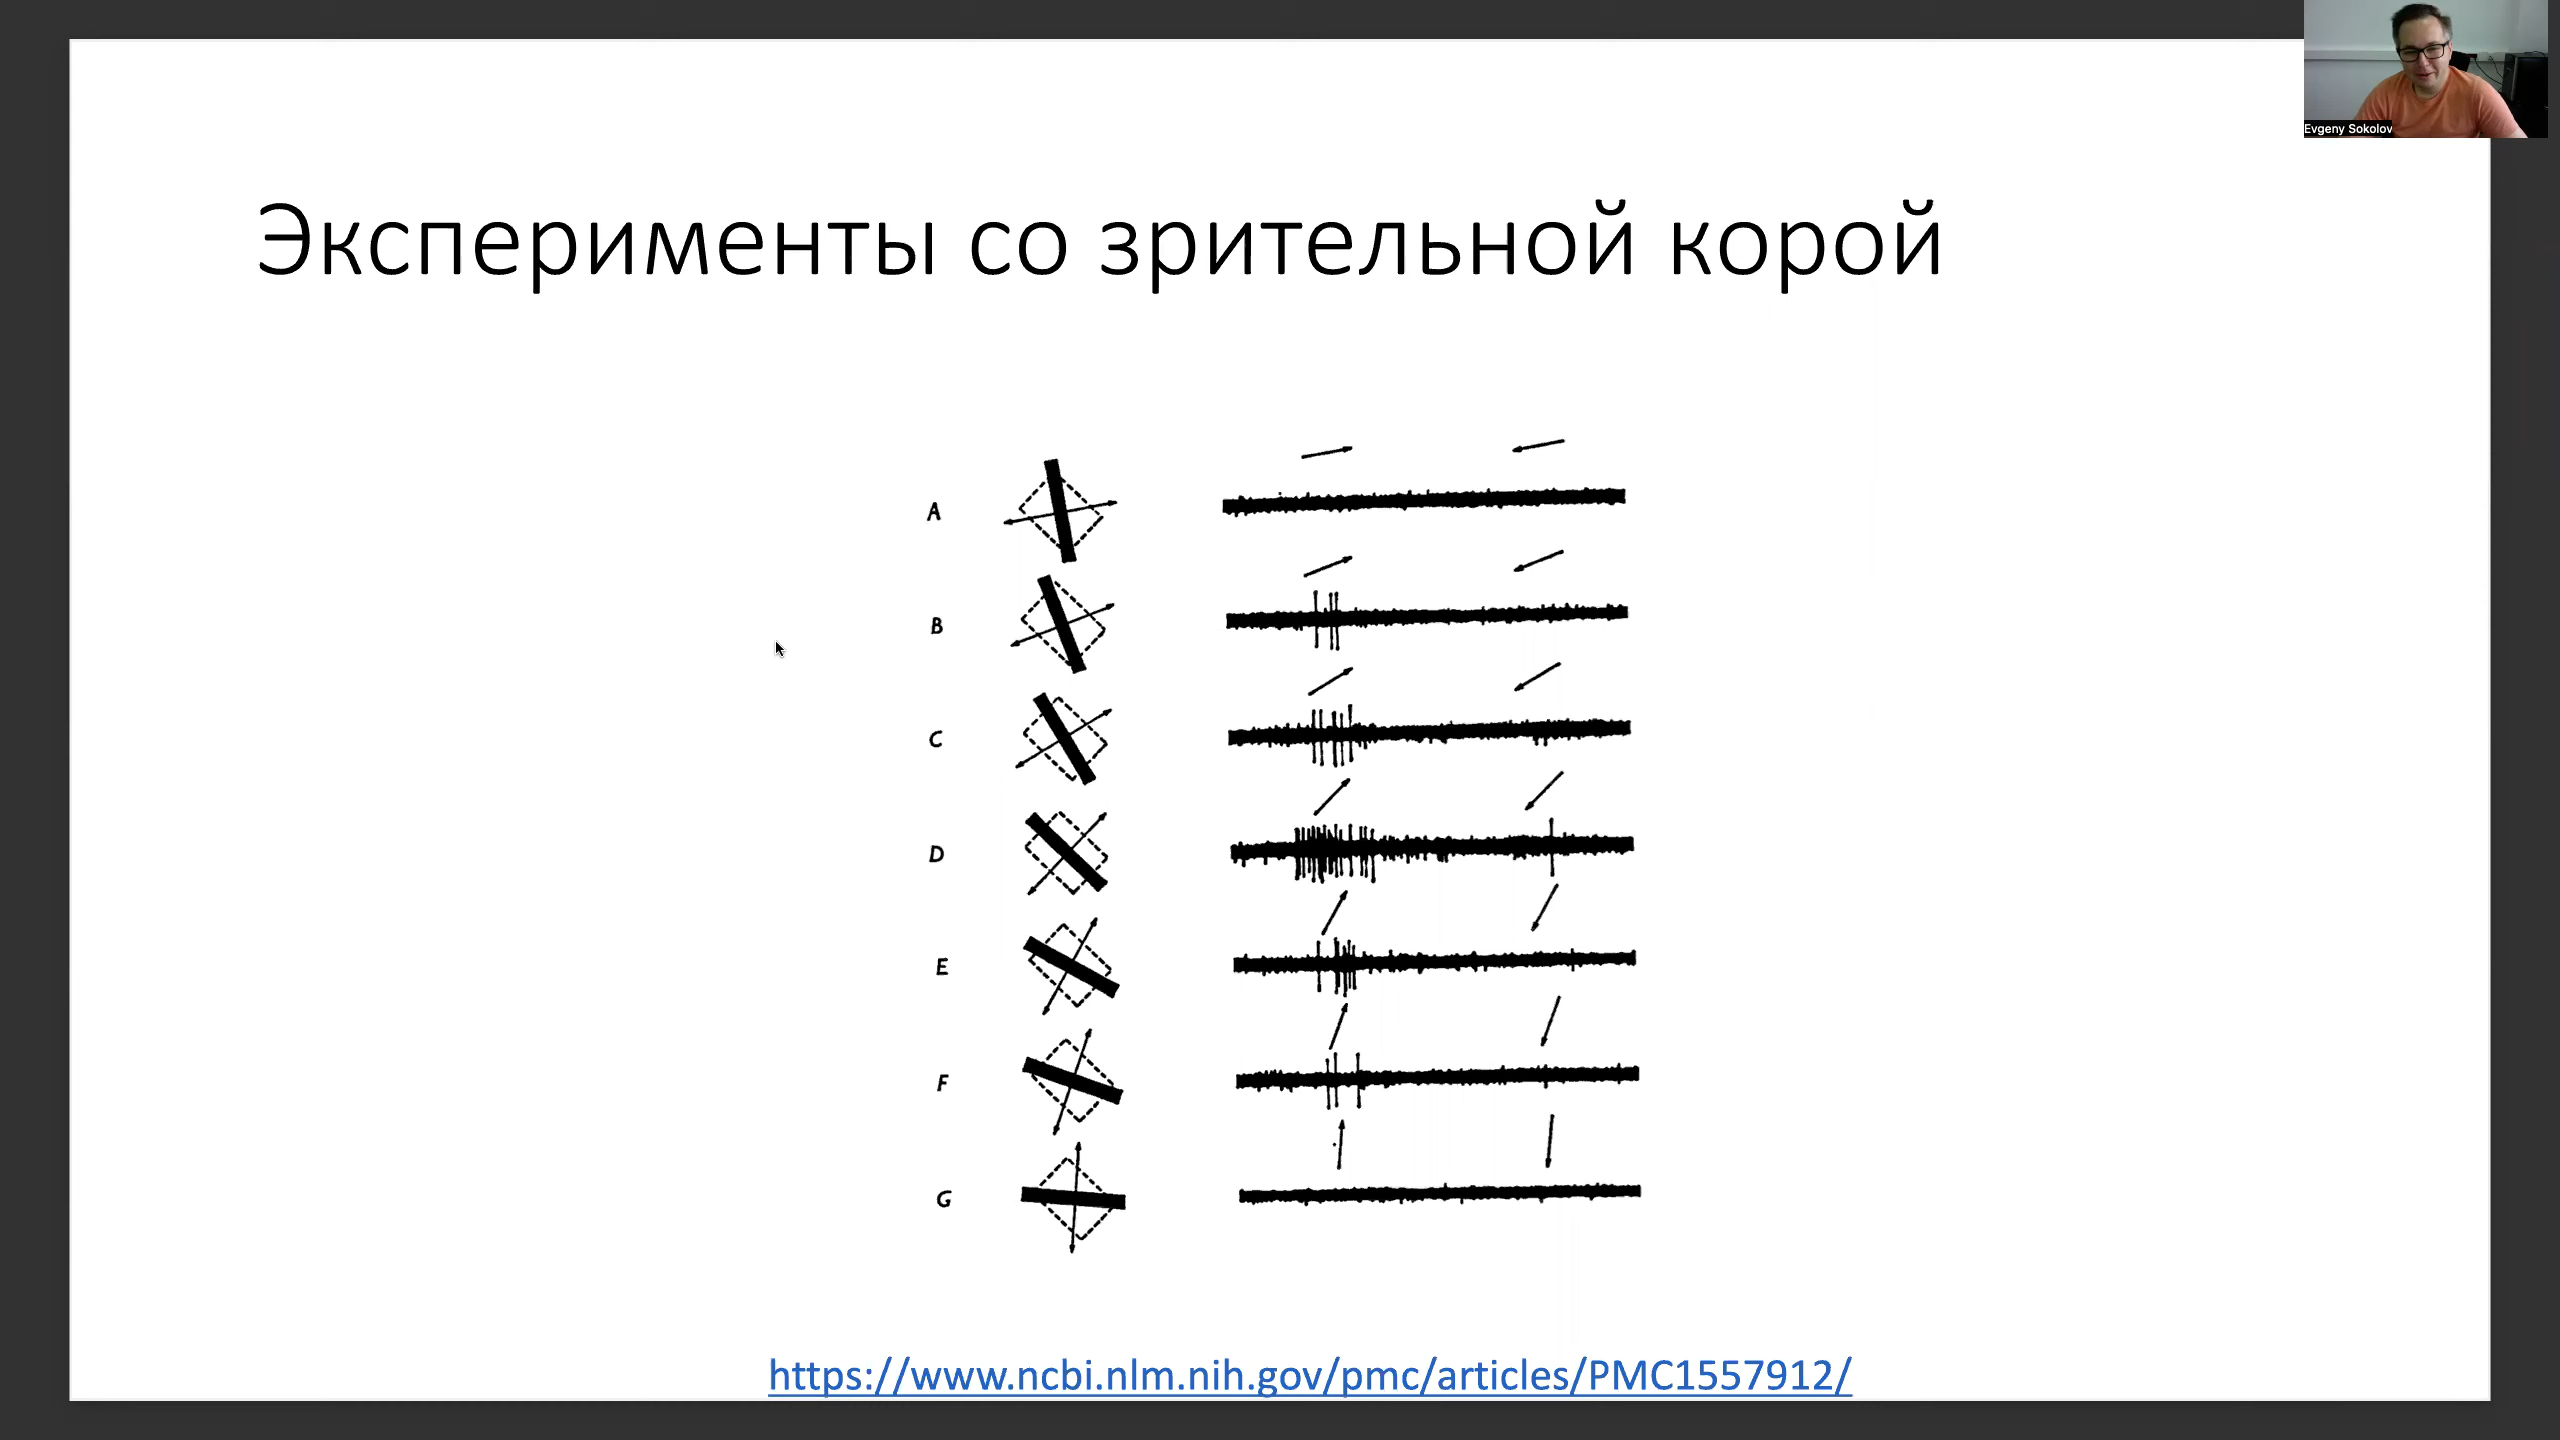 Evgeny Sokolov
Эксперименты со зрительной корой
A
B
C
D
E
F
G
https://www.ncbi.nlm.nih.gov/pmc/articles/PMC1557912/